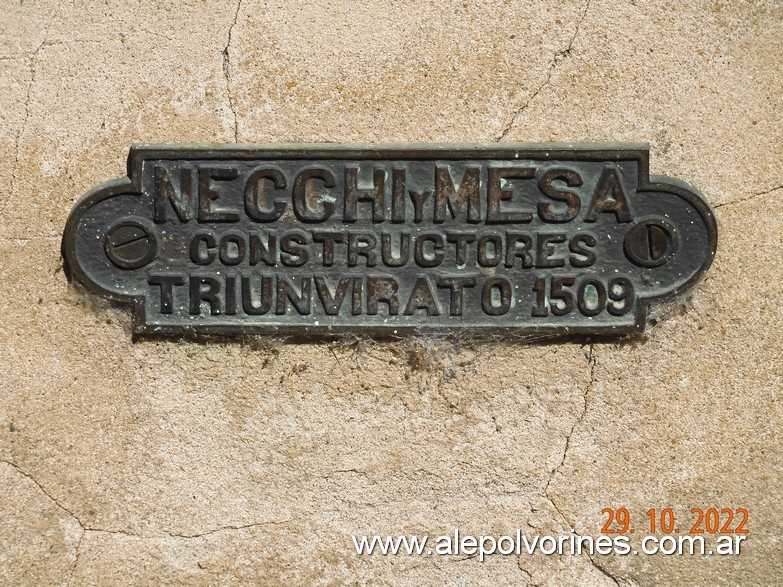 NECCHI Y MESA
CONSTRUCTORES
TRIUNVIRATO 1509
29.10.2022
www.alepolvorines.com.ar